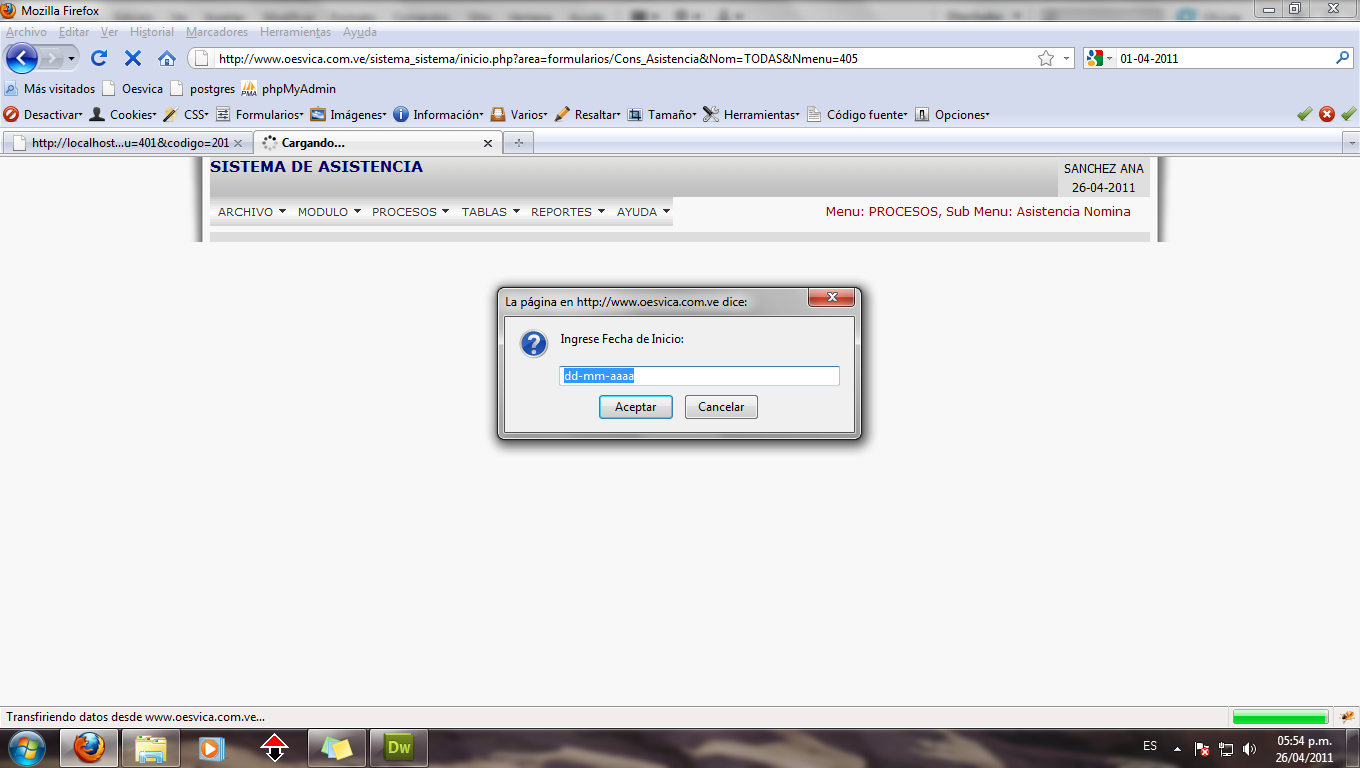 Mozilla Firefox
Archivo Editar Ver Historial Marcadores Herramientas Ayuda
http://www.oesvica.com.ve/sistema_sistema/inicio.php?area=formularios/Cons_Asistencia&Nom=TODAS&Nmenu=405 01-04-2011
Más visitados Oesvica postgres PMA phpMyAdmin
Desactivar Cookies CSS Formularios Imágenes Información Varios Resaltar Tamaño Herramientas Código fuente Opciones
http://localhost...u=401&codigo=201 Cargando...
SISTEMA DE ASISTENCIA
SANCHEZ ANA
26-04-2011
ARCHIVO MODULO PROCESOS TABLAS REPORTES AYUDA Menu: PROCESOS, Sub Menu: Asistencia Nomina
La página en http://www.oesvica.com.ve dice:
Ingrese Fecha de Inicio:
dd-mm-aaaa
Aceptar Cancelar
Transfiriendo datos desde www.oesvica.com.ve...
Dw ES 05:54 p.m.
26/04/2011